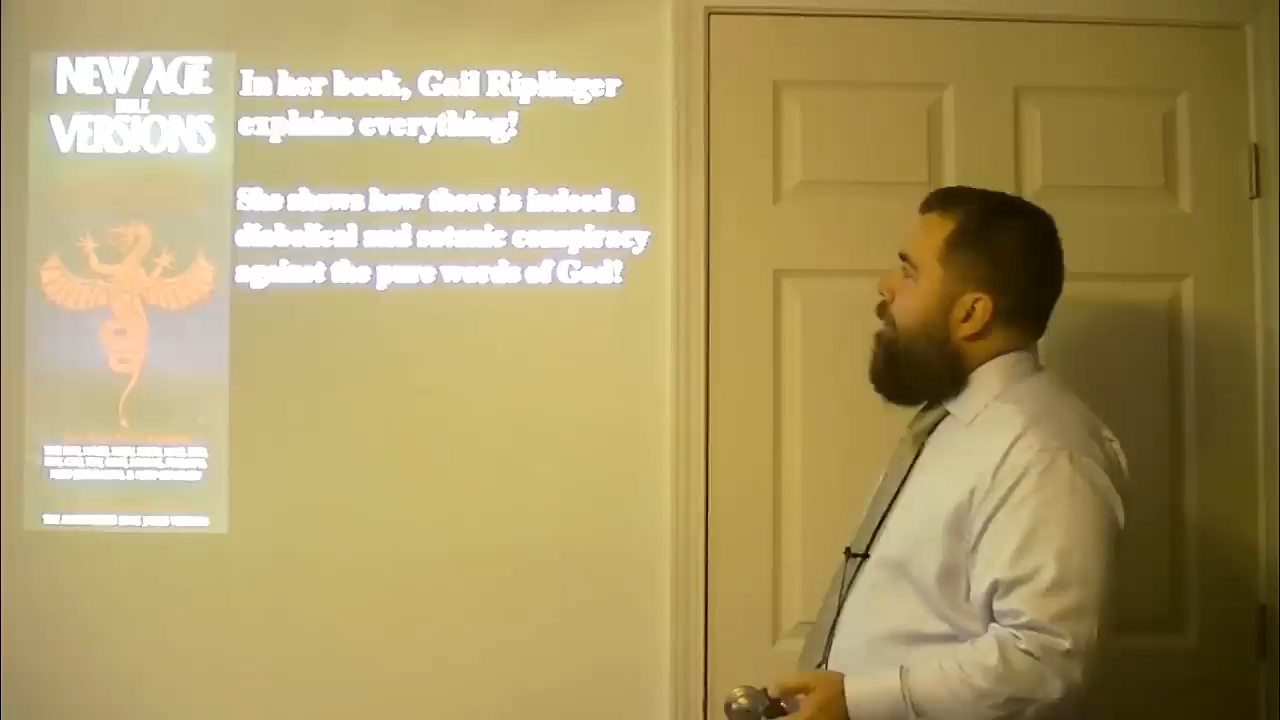 NEW AGE
BIBLE
VERSIONS
In her book, Gail Riplinger
explains everything!
She shows how there is indeed a
diabolical and satanic conspiracy
against the pure words of God!